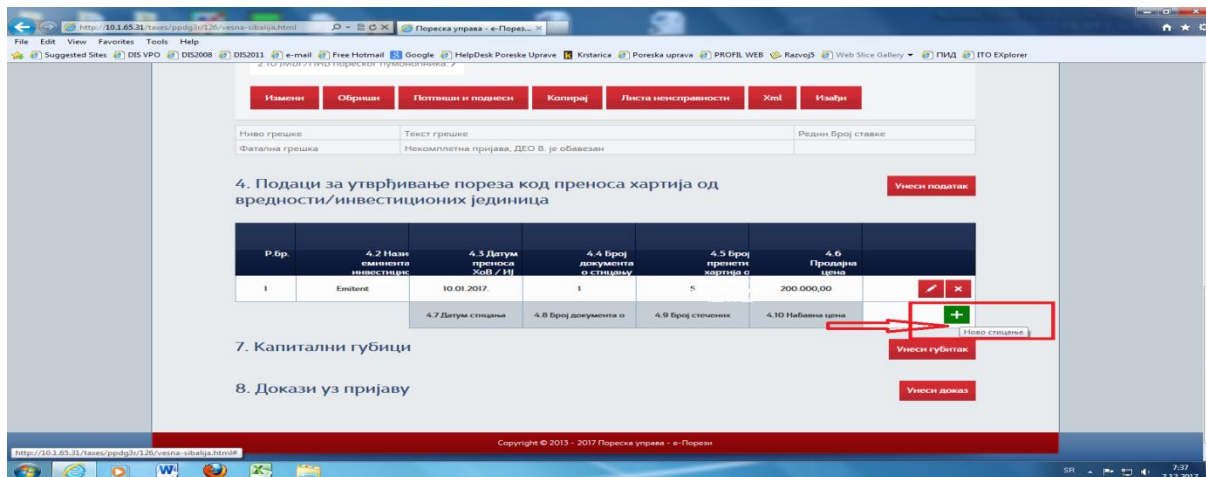 http://10.1.65.31/taxes/ppdg3r/126/vesna-sibalija.html
Пореска управа - е-Порез...
File Edit View Favorites Tools Help
Suggested Sites DIS VPO DIS2008 DIS2011 e-mail Free Hotmail Google HelpDesk Poreske Uprave Krstarica Poreska uprava PROFIL WEB Razvoj5 Web Slice Gallery ПИД ITO EXplorer
Измени Обриши Потпиши и поднеси Копирај Листа неисправности Xml Изађи
Ниво грешке Текст грешке Редни Број ставке
Фатална грешка Некомплетна пријава, ДЕО 8. је обавезан
4. Подаци за утврђивање пореза код преноса хартија од
вредности/инвестиционих јединица
Унеси податак
Р.бр. 4.2 Нази
еминента
инвестицис
4.3 Датум
преноса
ХоВ / ИЈ
4.4 Број
документа
о стицању
4.5 Број
пренети
хартија о
4.6
Продајна
цена
1 Emitent 10.01.2017. 1 5 200.000,00
4.7 Датум стицања 4.8 Број документа о 4.9 Број стечених 4.10 Набавна цена
Ново стицање
7. Капитални губици
Унеси губитак
8. Докази уз пријаву
Унеси доказ
Copyright © 2013 - 2017 Пореска управа - е-Порези
http://10.1.65.31/taxes/ppdg3r/126/vesna-sibalija.html#
SR 7:37
7.12.2017